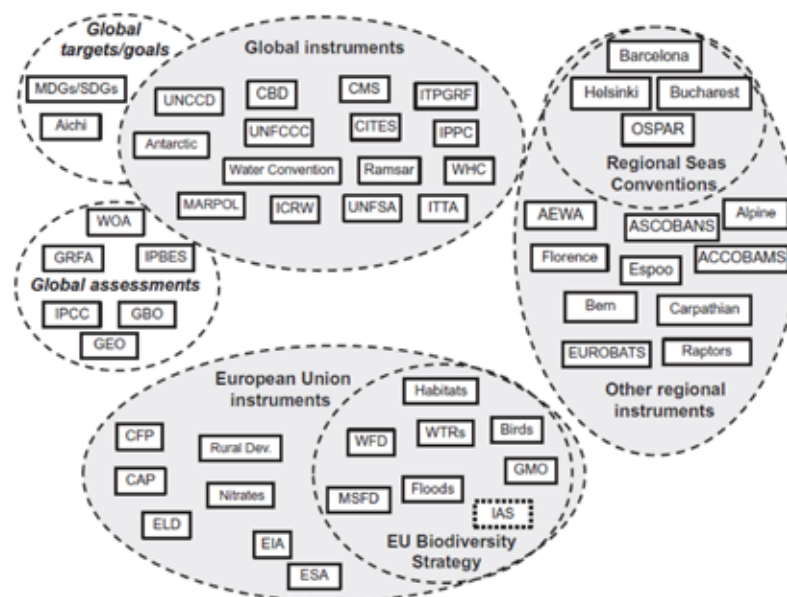 Global
targets/goals
MDGs/SDGs
Aichi
Global instruments
UNCCD
CBD
CMS
ITPGRF
Antarctic
UNFCCC
CITES
IPPC
Water Convention
Ramsar
WHC
MARPOL
ICRW
UNFSA
ITTA
Barcelona
Helsinki
Bucharest
OSPAR
Regional Seas
Conventions
AEWA
ASCOBANS
Alpine
Florence
Espoo
ACCOBAMS
Bern
Carpathian
EUROBATS
Raptors
Other regional
instruments
WOA
GRFA
IPBES
Global assessments
IPCC
GBO
GEO
European Union
instruments
CFP
Rural Dev.
CAP
Nitrates
ELD
EIA
ESA
Habitats
WFD
WTRs
Birds
GMO
MSFD
Floods
IAS
EU Biodiversity
Strategy